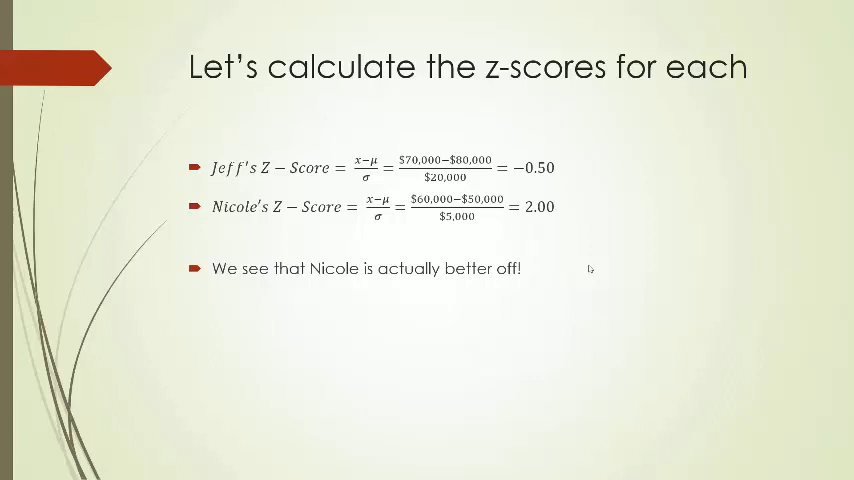 Let's calculate the z-scores for each
Jeff's Z − Score = x−μ/σ = $70,000−$80,000/$20,000 = −0.50
Nicole's Z − Score = x−μ/σ = $60,000−$50,000/$5,000 = 2.00
We see that Nicole is actually better off!